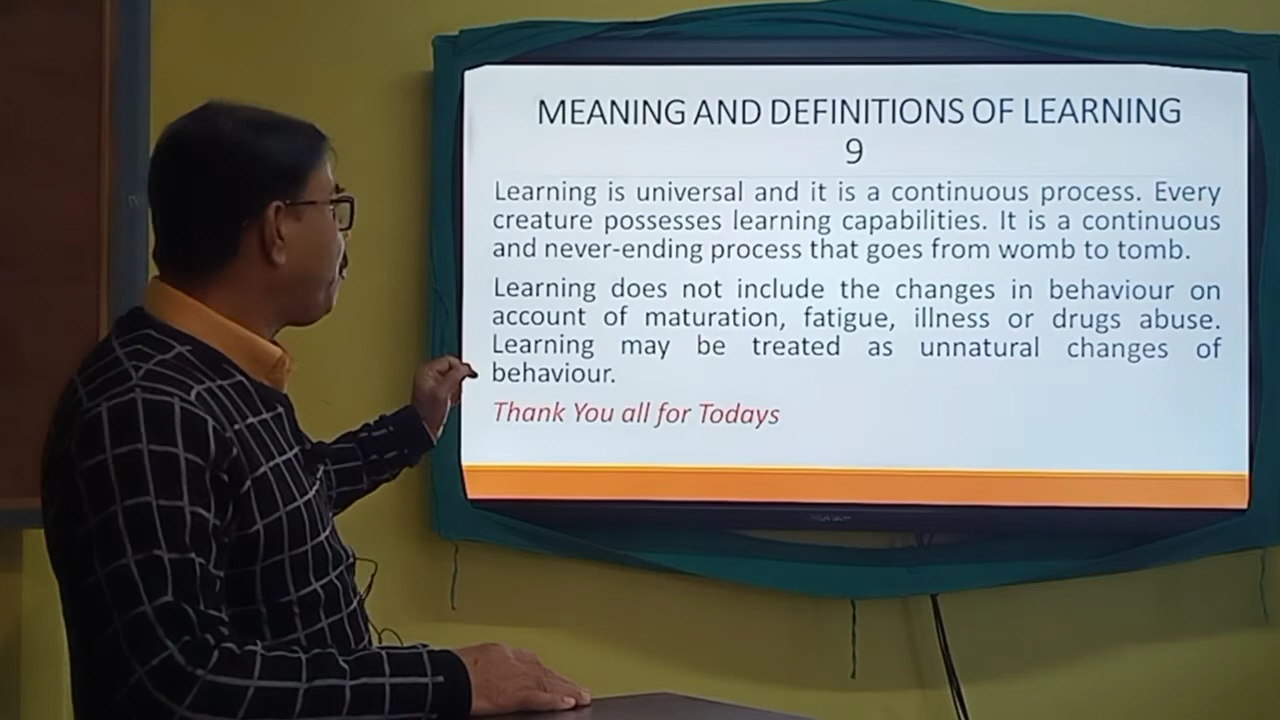 MEANING AND DEFINITIONS OF LEARNING
9
Learning is universal and it is a continuous process. Every
creature possesses learning capabilities. It is a continuous
and never-ending process that goes from womb to tomb.
Learning does not include the changes in behaviour on
account of maturation, fatigue, illness or drugs abuse.
Learning may be treated as unnatural changes of
behaviour.
Thank You all for Todays